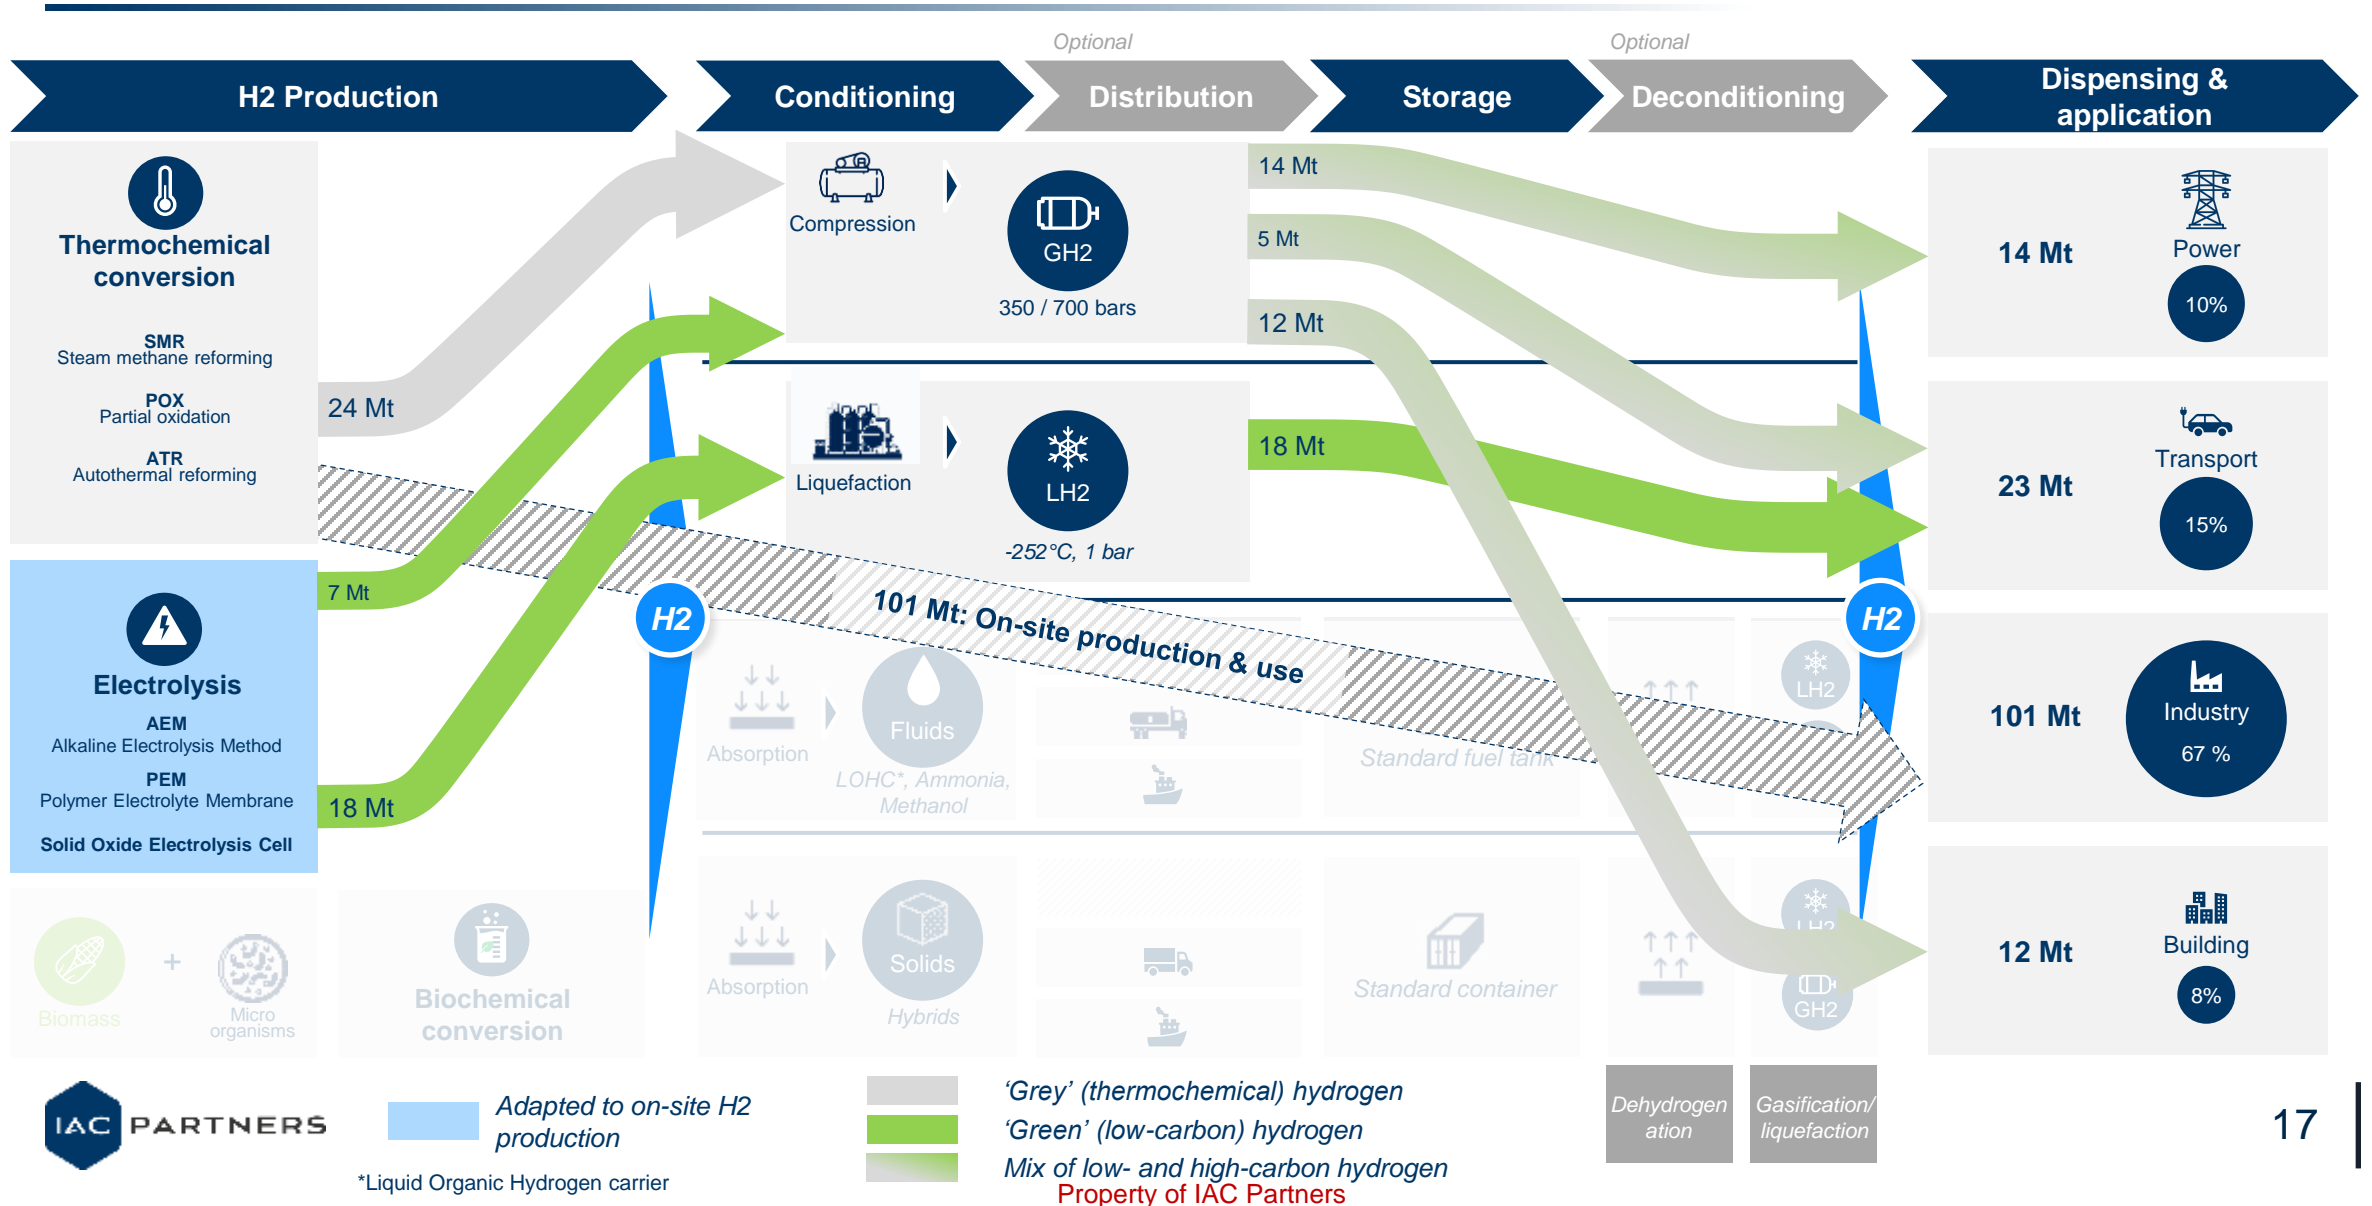 Optional
Optional
H2 Production
Conditioning
Distribution
Storage
Deconditioning
Dispensing &
application
Thermochemical
conversion
SMR
Steam methane reforming
POX
Partial oxidation
ATR
Autothermal reforming
24 Mt
Electrolysis
AEM
Alkaline Electrolysis Method
PEM
Polymer Electrolyte Membrane
Solid Oxide Electrolysis Cell
7 Mt
18 Mt
Biomass
+
Micro
organisms
Biochemical
conversion
H2
Compression
GH2
350 / 700 bars
Liquefaction
LH2
-252°C, 1 bar
14 Mt
5 Mt
12 Mt
18 Mt
101 Mt: On-site production & use
Absorption
Fluids
LOHC*, Ammonia,
Methanol
Standard fuel tank
LH2
Absorption
Solids
Hybrids
Standard container
LH2
GH2
H2
14 Mt
Power
10%
23 Mt
Transport
15%
101 Mt
Industry
67 %
12 Mt
Building
8%
IAC PARTNERS
Adapted to on-site H2
production
*Liquid Organic Hydrogen carrier
‘Grey’ (thermochemical) hydrogen
‘Green’ (low-carbon) hydrogen
Mix of low- and high-carbon hydrogen
Property of IAC Partners
Dehydrogen
ation
Gasification/
liquefaction
17